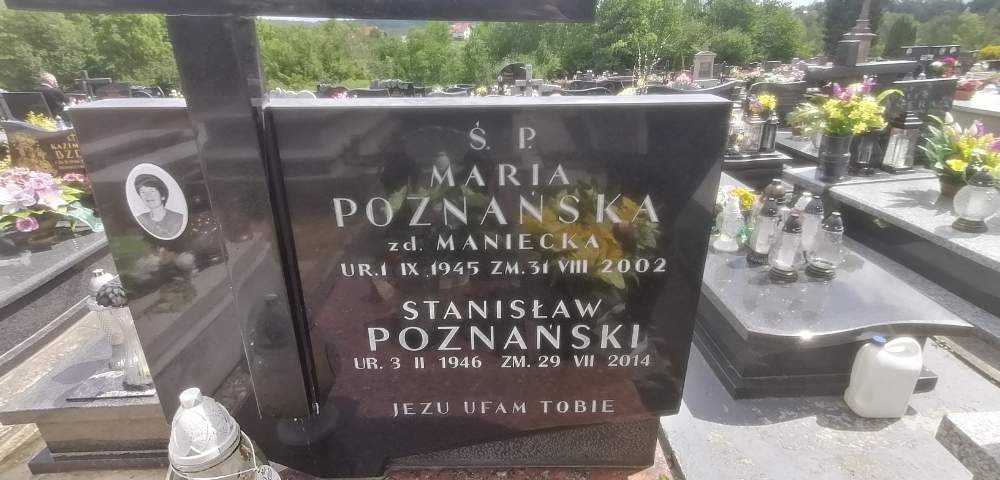 Ś. P.
MARIA
POZNAŃSKA
zd. MANIECKA
UR. 1 IX 1945 ZM. 31 VIII 2002
STANISŁAW
POZNAŃSKI
UR. 3 II 1946 ZM. 29 VII 2014
JEZU UFAM TOBIE